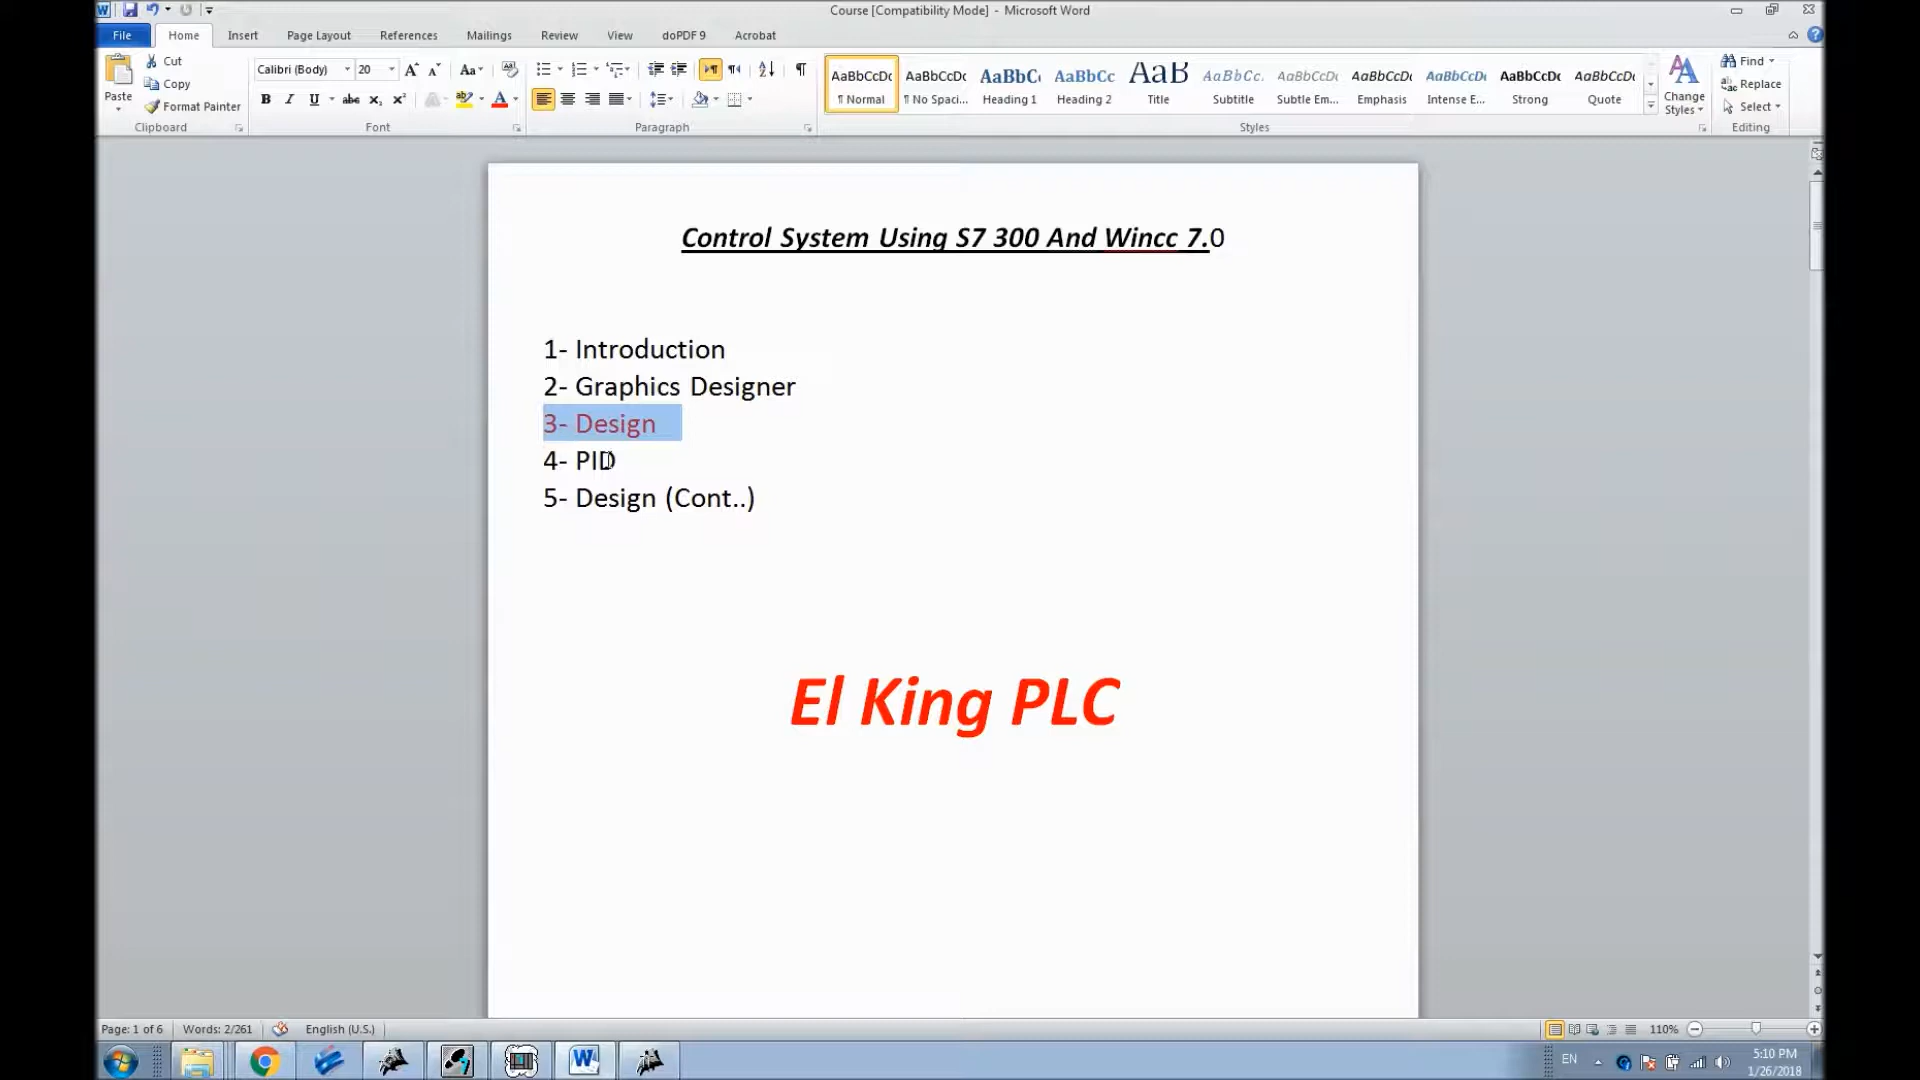 Course [Compatibility Mode] - Microsoft Word
File Home Insert Page Layout References Mailings Review View doPDF 9 Acrobat
Paste
Cut
Copy
Format Painter
Clipboard
Calibri (Body) 20
Font
Paragraph
AaBbCcDc AaBbCcDc AaBbC AaBbCc AaB AaBbCc. AaBbCcDc AaBbCcDc AaBbCcDc AaBbCcDc AaBbCcDc
¶ Normal ¶ No Spaci... Heading 1 Heading 2 Title Subtitle Subtle Em... Emphasis Intense E... Strong Quote
Change Styles
Styles
Find
Replace
Select
Editing
Control System Using S7 300 And Wincc 7.0
1- Introduction
2- Graphics Designer
3- Design
4- PID
5- Design (Cont..)
El King PLC
Page: 1 of 6 Words: 2/261 English (U.S.) 110%
EN 5:10 PM
1/26/2018